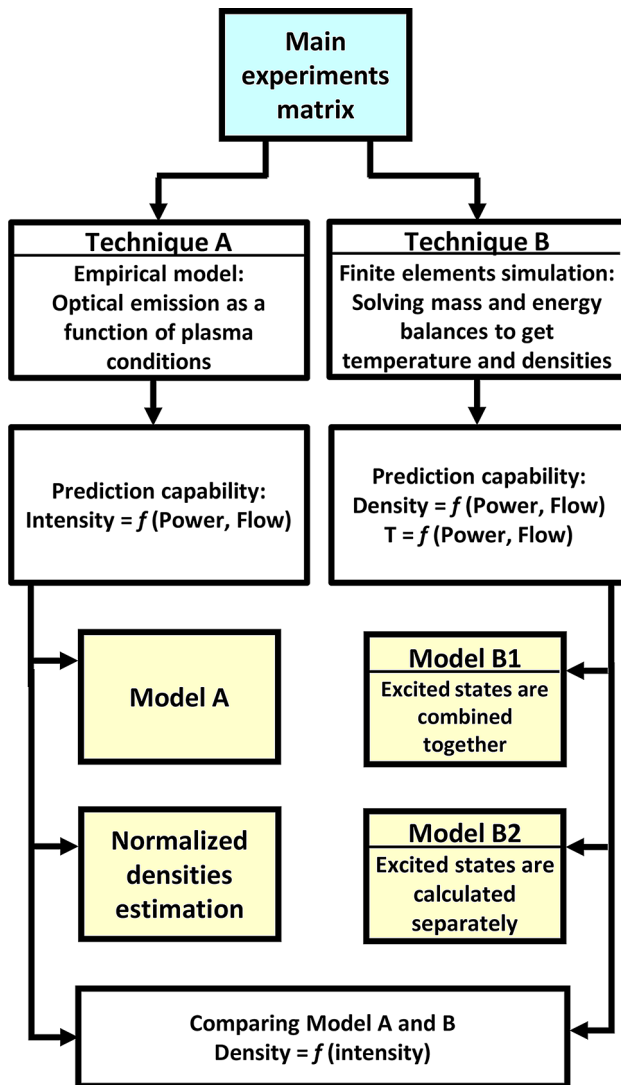 Main
experiments
matrix
Technique A
Empirical model:
Optical emission as a
function of plasma
conditions
Technique B
Finite elements simulation:
Solving mass and energy
balances to get
temperature and densities
Prediction capability:
Intensity = f (Power, Flow)
Prediction capability:
Density = f (Power, Flow)
T = f (Power, Flow)
Model A
Model B1
Excited states are
combined
together
Normalized
densities
estimation
Model B2
Excited states are
calculated
separately
Comparing Model A and B
Density = f (intensity)